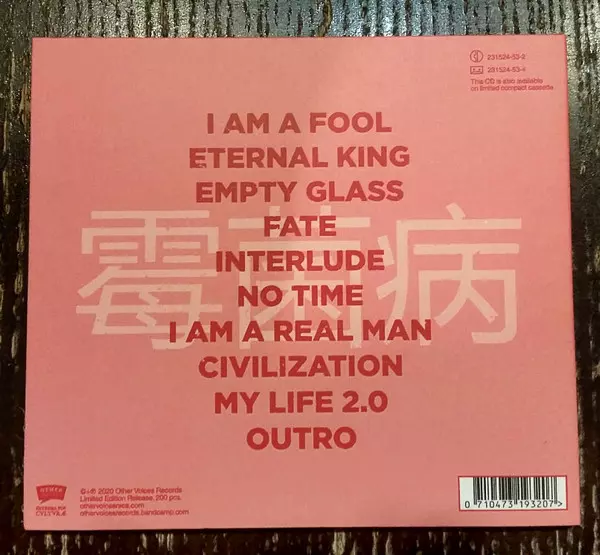 231524-53-2
231524-53-4
This CD is also available
on limited compact cassette
I AM A FOOL
ETERNAL KING
EMPTY GLASS
FATE
霉菌病
INTERLUDE
NO TIME
I AM A REAL MAN
CIVILIZATION
MY LIFE 2.0
OUTRO
OTHER
©+℗ 2020 Other Voices Records
Limited Edition Release, 200 pcs.
othervoicesrecords.bandcamp.com
0 710473 193207 >